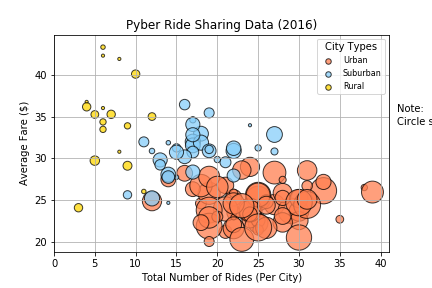 Pyber Ride Sharing Data (2016)
City Types
Urban
Suburban
Rural
Note:
Circle s
Average Fare ($)
40
35
30
25
20
0
5
10
15
20
25
30
35
40
Total Number of Rides (Per City)